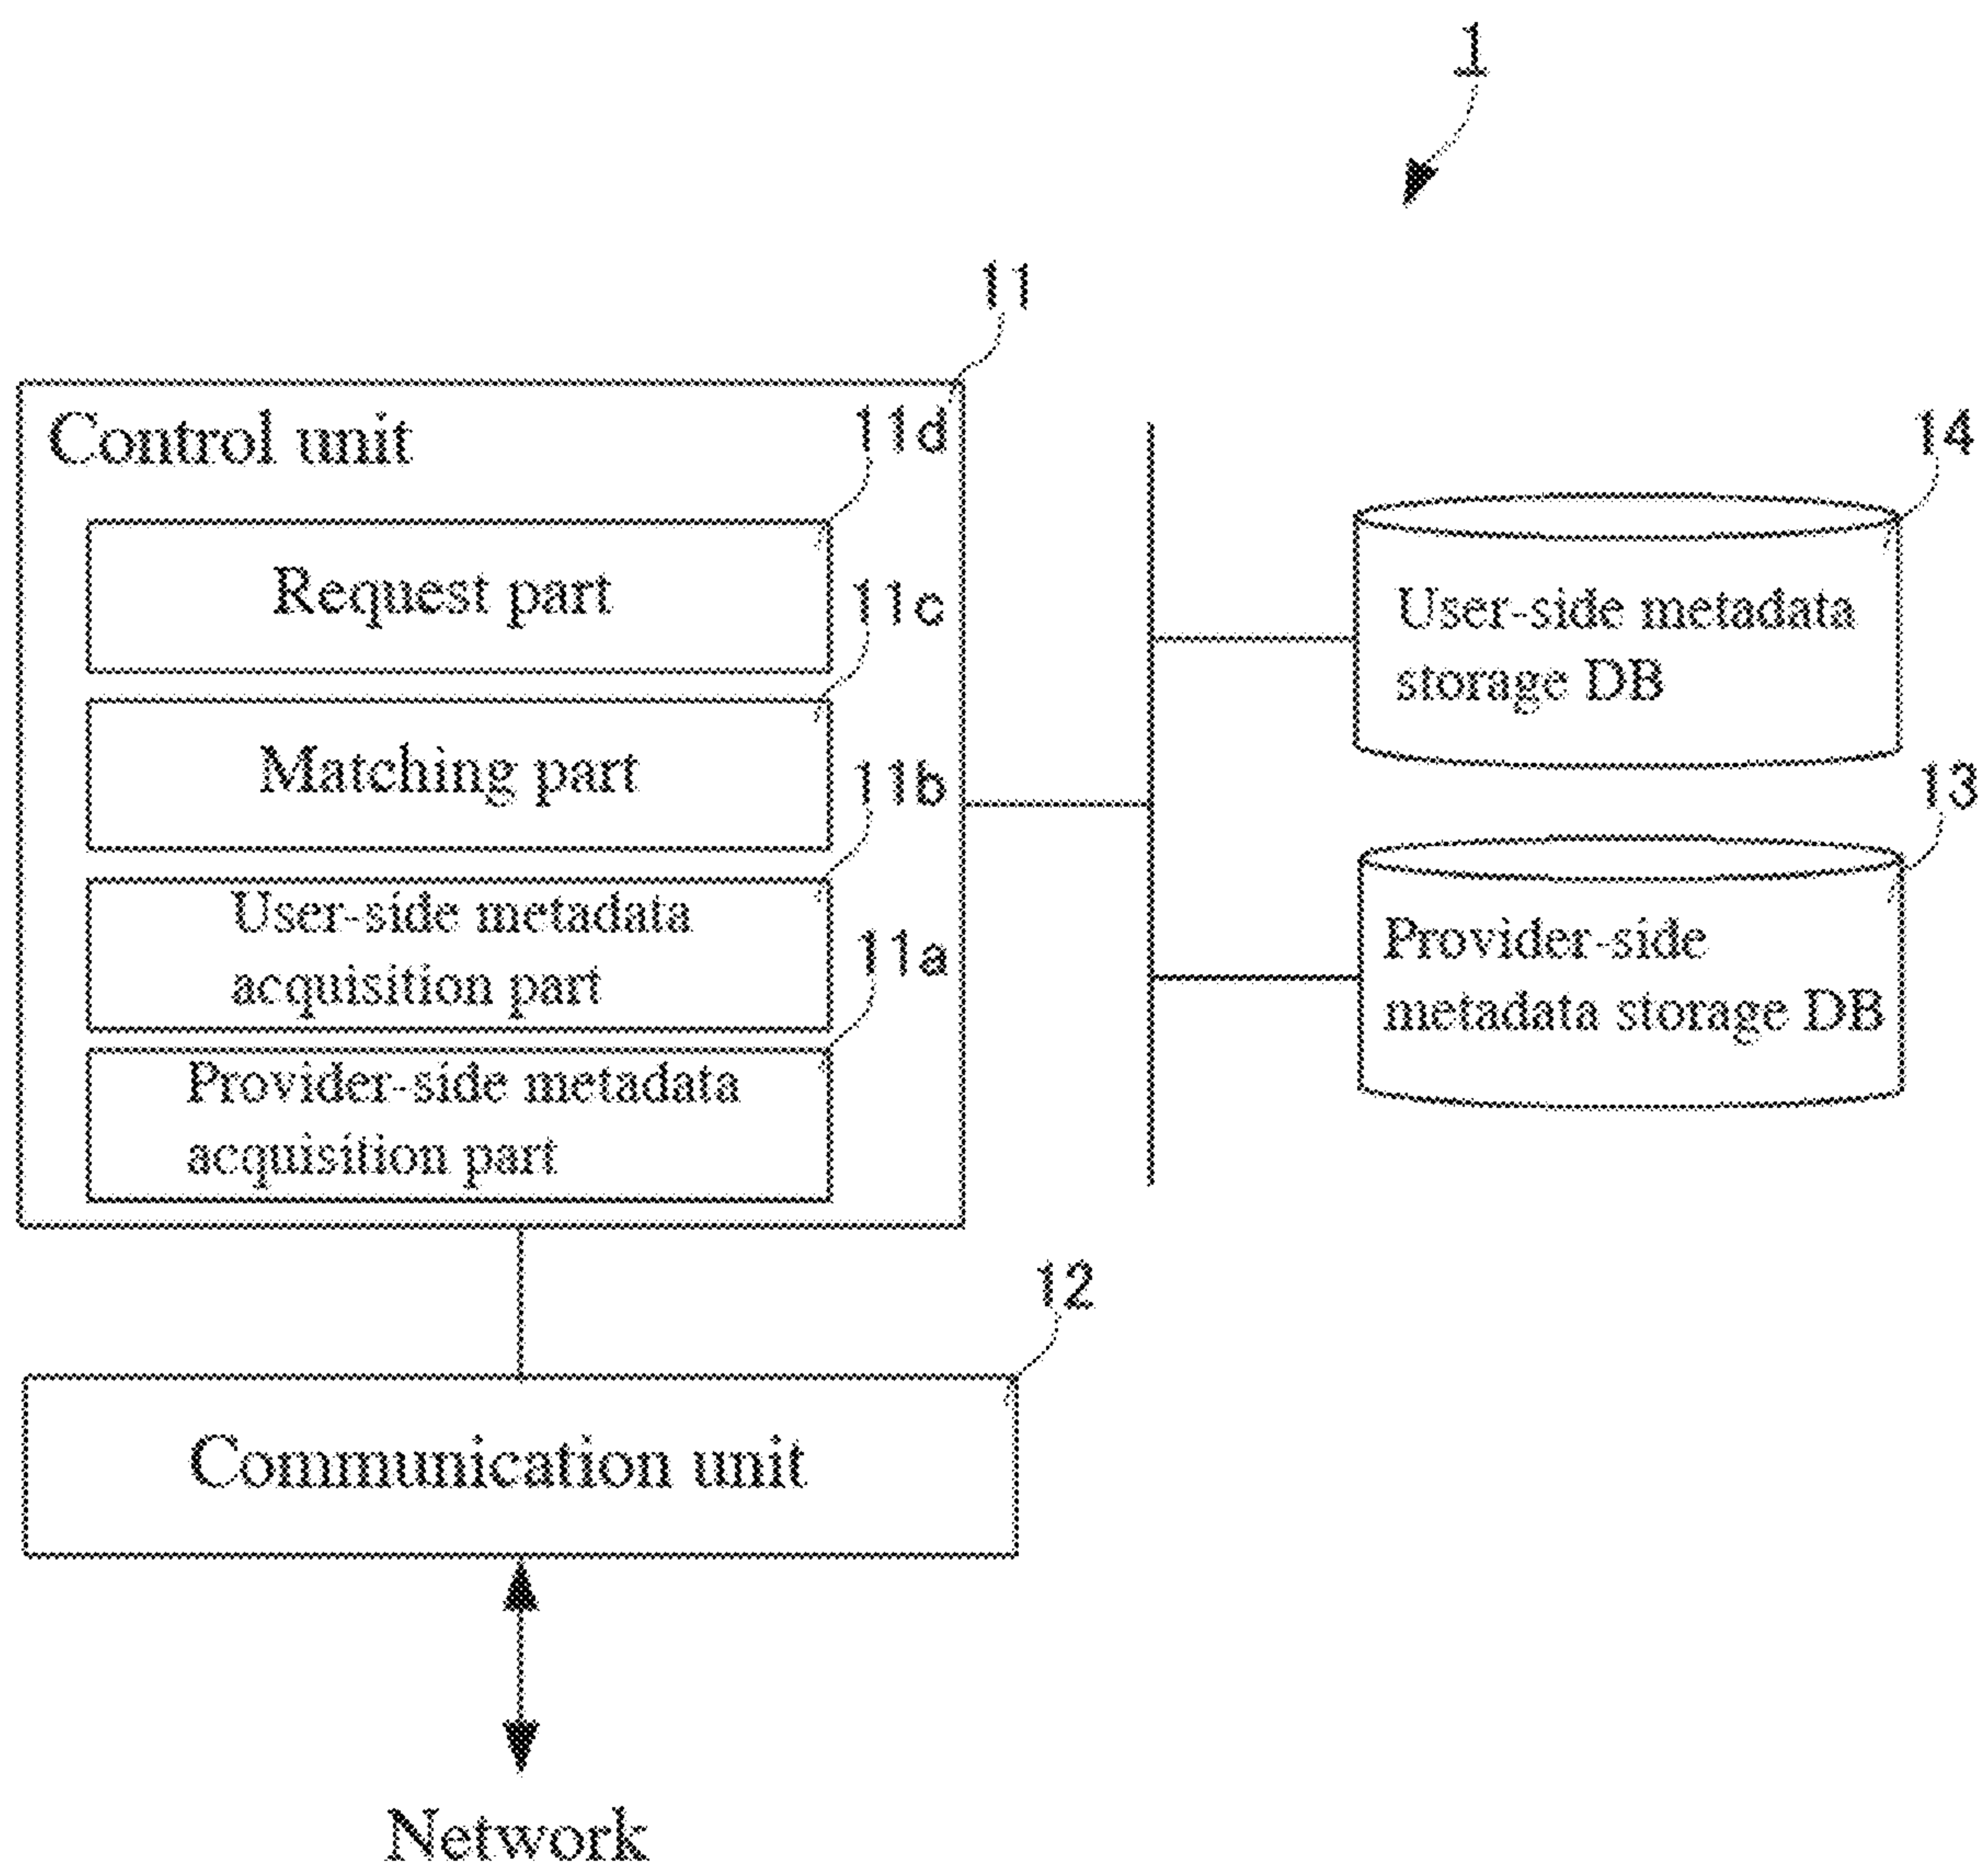 1
11
Control unit
11d
Request part
11c
Matching part
11b
User-side metadata
acquisition part
11a
Provider-side metadata
acquisition part
14
User-side metadata
storage DB
13
Provider-side
metadata storage DB
12
Communication unit
Network